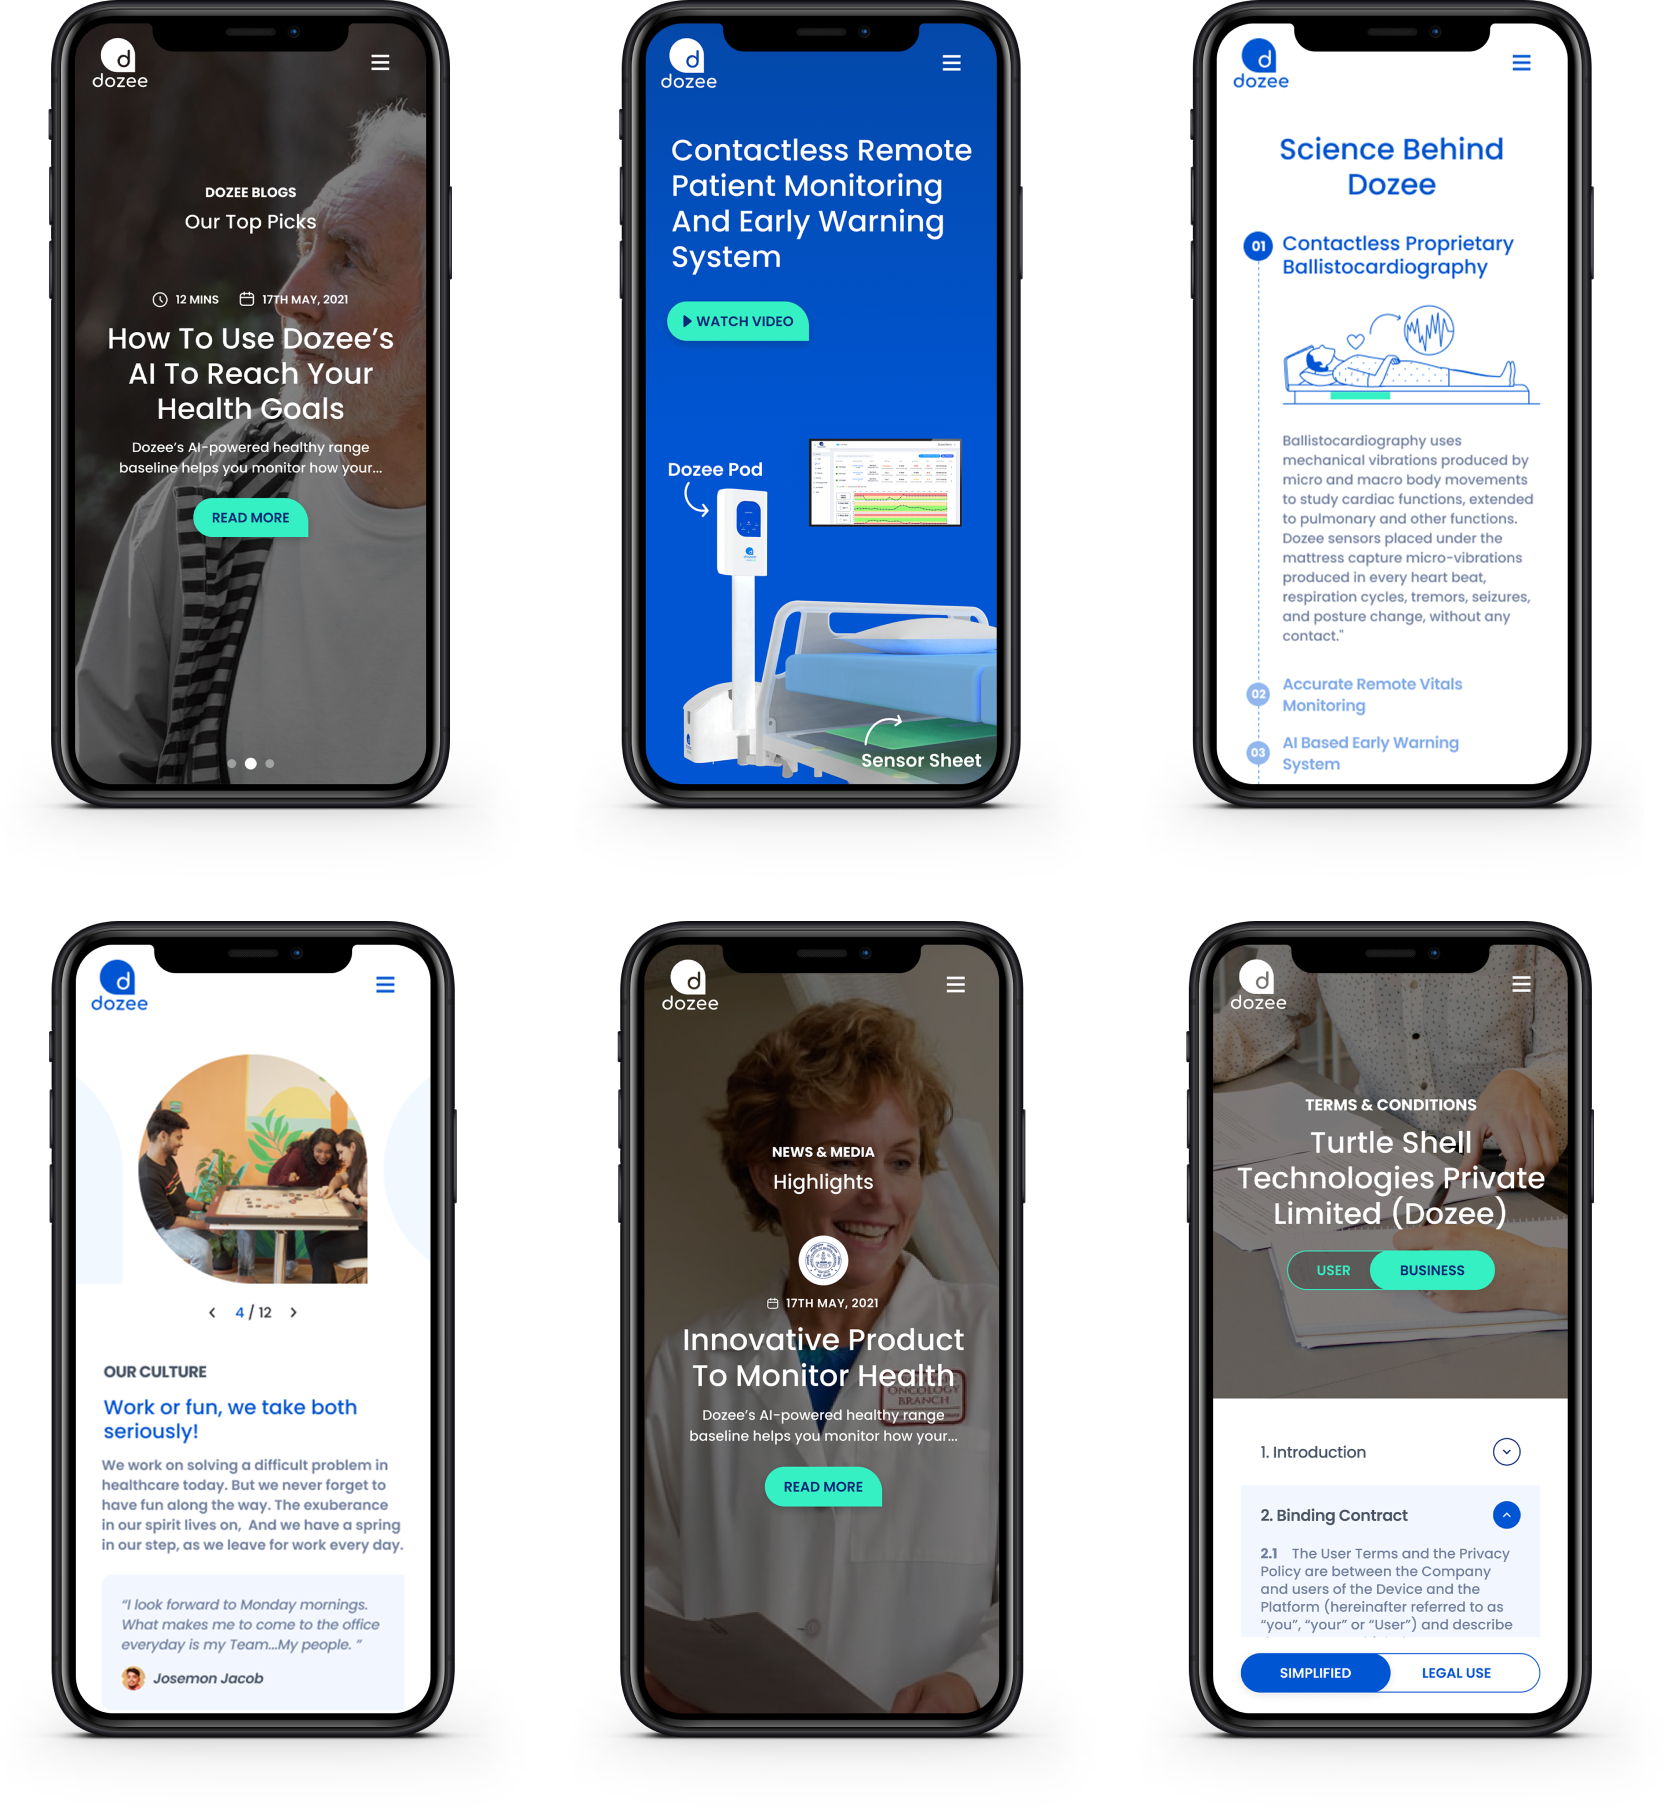 d
dozee
DOZEE BLOGS
Our Top Picks
12 MINS 17TH MAY, 2021
How To Use Dozee's
AI To Reach Your
Health Goals
Dozee's AI-powered healthy range
baseline helps you monitor how your...
READ MORE
d
dozee
Contactless Remote
Patient Monitoring
And Early Warning
System
WATCH VIDEO
Dozee Pod
Sensor Sheet
d
dozee
Science Behind
Dozee
01 Contactless Proprietary
Ballistocardiography
Ballistocardiography uses
mechanical vibrations produced by
micro and macro body movements
to study cardiac functions, extended
to pulmonary and other functions.
Dozee sensors placed under the
mattress capture micro-vibrations
produced in every heart beat,
respiration cycles, tremors, seizures,
and posture change, without any
contact."
02 Accurate Remote Vitals
Monitoring
03 AI Based Early Warning
System
d
dozee
4 / 12
OUR CULTURE
Work or fun, we take both
seriously!
We work on solving a difficult problem in
healthcare today. But we never forget to
have fun along the way. The exuberance
in our spirit lives on, And we have a spring
in our step, as we leave for work every day.
“I look forward to Monday mornings.
What makes me to come to the office
everyday is my Team...My people. ”
Josemon Jacob
d
dozee
NEWS & MEDIA
Highlights
17TH MAY, 2021
Innovative Product
To Monitor Health
ONCOLOGY
BRANCH
Dozee's AI-powered healthy range
baseline helps you monitor how your...
READ MORE
d
dozee
TERMS & CONDITIONS
Turtle Shell
Technologies Private
Limited (Dozee)
USER BUSINESS
1. Introduction
2. Binding Contract
2.1 The User Terms and the Privacy
Policy are between the Company
and users of the Device and the
Platform (hereinafter referred to as
“you”, “your” or “User”) and describe
SIMPLIFIED LEGAL USE